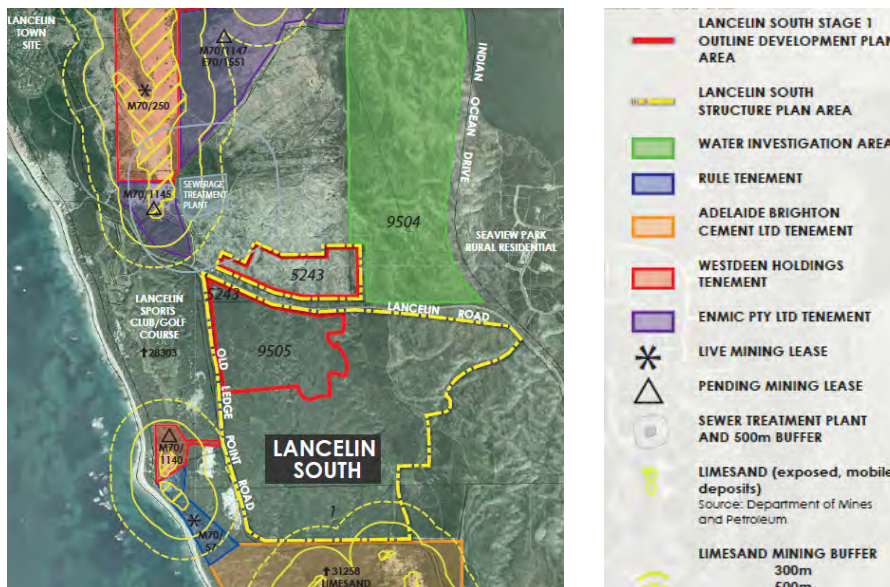 LANCELIN
TOWN
SITE
M70/1147
E70/1551
M70/250
M70/1145
SEWERAGE
TREATMENT
PLANT
INDIAN OCEAN DRIVE
9504
SEAVIEW PARK
RURAL RESIDENTIAL
5243
5243
LANCELIN ROAD
LANCELIN
SPORTS
CLUB/GOLF
COURSE
28303
9505
OLD LEDGE POINT ROAD
LANCELIN
SOUTH
M70/
1140
M70/
57
1
31258
LIMESAND
LANCELIN SOUTH STAGE 1
OUTLINE DEVELOPMENT PLAN
AREA
LANCELIN SOUTH
STRUCTURE PLAN AREA
WATER INVESTIGATION AREA
RULE TENEMENT
ADELAIDE BRIGHTON
CEMENT LTD TENEMENT
WESTDEEN HOLDINGS
TENEMENT
ENMIC PTY LTD TENEMENT
LIVE MINING LEASE
PENDING MINING LEASE
SEWER TREATMENT PLANT
AND 500m BUFFER
LIMESAND (exposed, mobile
deposits)
Source: Department of Mines
and Petroleum
LIMESAND MINING BUFFER
300m
500m